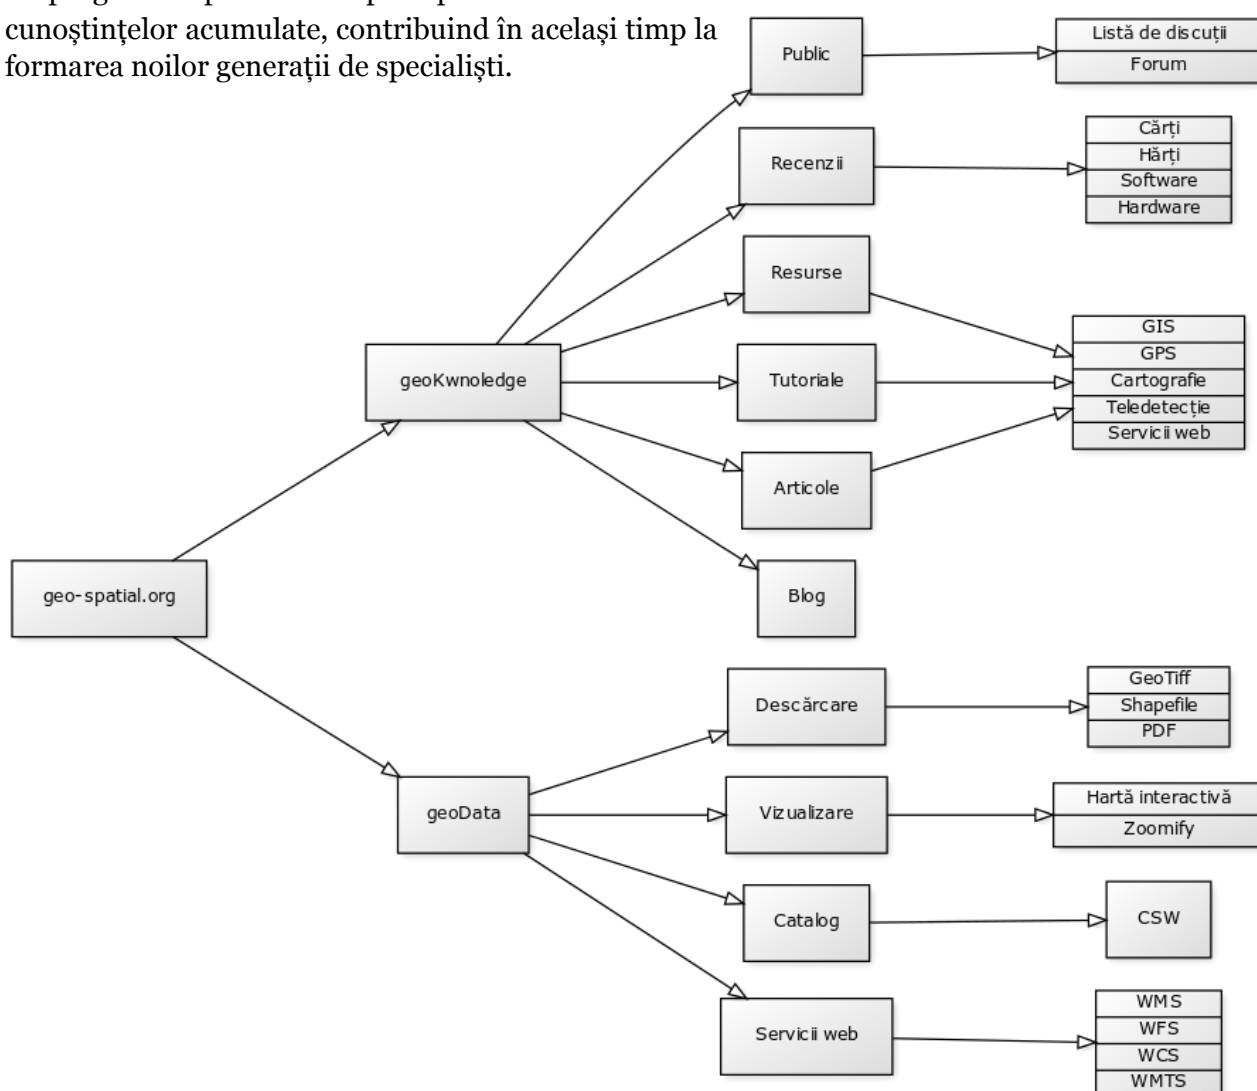 cunoștințelor acumulate, contribuind în același timp la
formarea noilor generații de specialiști.
Public
Listă de discuții
Forum
Recenzii
Cărți
Hărți
Software
Hardware
Resurse
GIS
GPS
Cartografie
Teledetecție
Servicii web
geoKwnoledge
Tutoriale
Articole
Blog
geo-spatial.org
Descărcare
GeoTiff
Shapefile
PDF
geoData
Vizualizare
Hartă interactivă
Zoomify
Catalog
CSW
Servicii web
WMS
WFS
WCS
WMTS